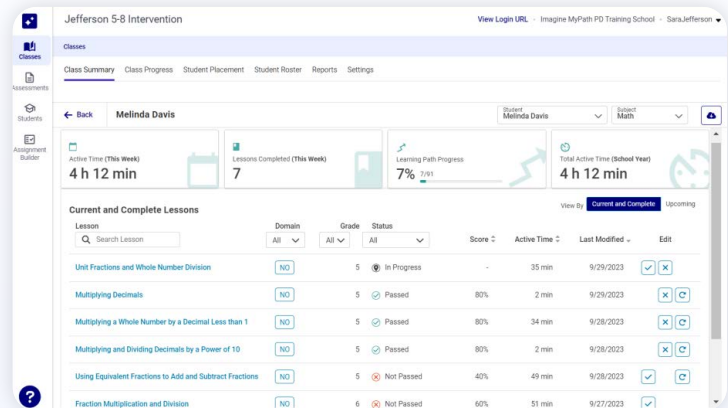 Jefferson 5-8 Intervention
View Login URL - Imagine MyPath PD Training School - SaraJefferson
Classes
Assessments
Students
Assignment Builder
Classes
Class Summary Class Progress Student Placement Student Roster Reports Settings
Back Melinda Davis
Student
Melinda Davis
Subject
Math
Active Time (This Week)
4 h 12 min
Lessons Completed (This Week)
7
Learning Path Progress
7% 7/91
Total Active Time (School Year)
4 h 12 min
Current and Complete Lessons
View By Current and Complete Upcoming
Lesson Domain Grade Status
Search Lesson All All All Score Active Time Last Modified Edit
Unit Fractions and Whole Number Division NO 5 In Progress - 35 min 9/29/2023
Multiplying Decimals NO 5 Passed 80% 2 min 9/29/2023
Multiplying a Whole Number by a Decimal Less than 1 NO 5 Passed 80% 34 min 9/28/2023
Multiplying and Dividing Decimals by a Power of 10 NO 5 Passed 80% 2 min 9/28/2023
Using Equivalent Fractions to Add and Subtract Fractions NO 5 Not Passed 40% 49 min 9/28/2023
Fraction Multiplication and Division NO 6 Not Passed 60% 51 min 9/27/2023
?